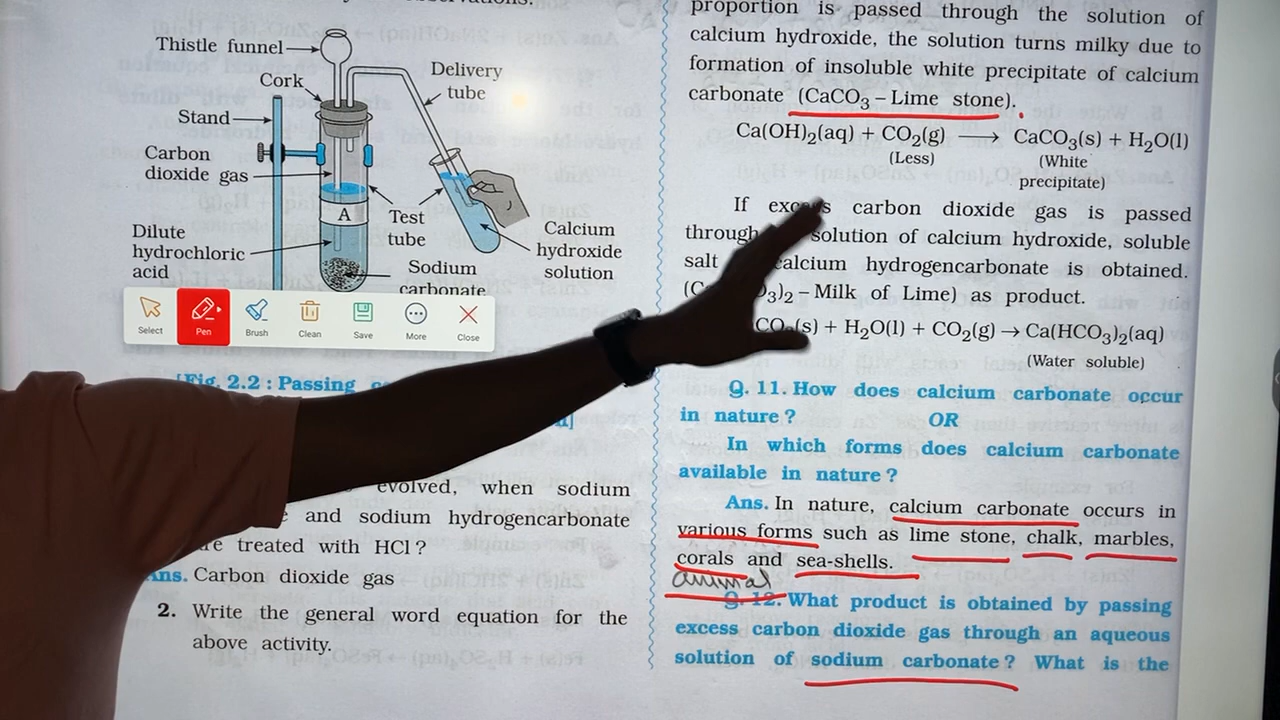 Thistle funnel
Cork
Stand
Carbon
dioxide gas
Dilute
hydrochloric
acid
Delivery
tube
A
Test
tube
Calcium
hydroxide
solution
Sodium
carbonate
Select
Pen
Brush
Clean
Save
More
Close
[Fig. 2.2 : Passing
evolved, when sodium
and sodium hydrogencarbonate
treated with HCl ?
Ans. Carbon dioxide gas
2. Write the general word equation for the
above activity.
proportion is passed through the solution of
calcium hydroxide, the solution turns milky due to
formation of insoluble white precipitate of calcium
carbonate (CaCO₃ – Lime stone).
Ca(OH)₂(aq) + CO₂(g) ⟶ CaCO₃(s) + H₂O(l)
(Less) (White
precipitate)
If excess carbon dioxide gas is passed
through solution of calcium hydroxide, soluble
salt calcium hydrogencarbonate is obtained.
– Milk of Lime) as product.
(s) + H₂O(l) + CO₂(g) → Ca(HCO₃)₂(aq)
(Water soluble)
Q. 11. How does calcium carbonate occur
in nature ? OR
In which forms does calcium carbonate
available in nature ?
Ans. In nature, calcium carbonate occurs in
various forms such as lime stone, chalk, marbles,
corals and sea-shells.
animal
Q. 12. What product is obtained by passing
excess carbon dioxide gas through an aqueous
solution of sodium carbonate ? What is the